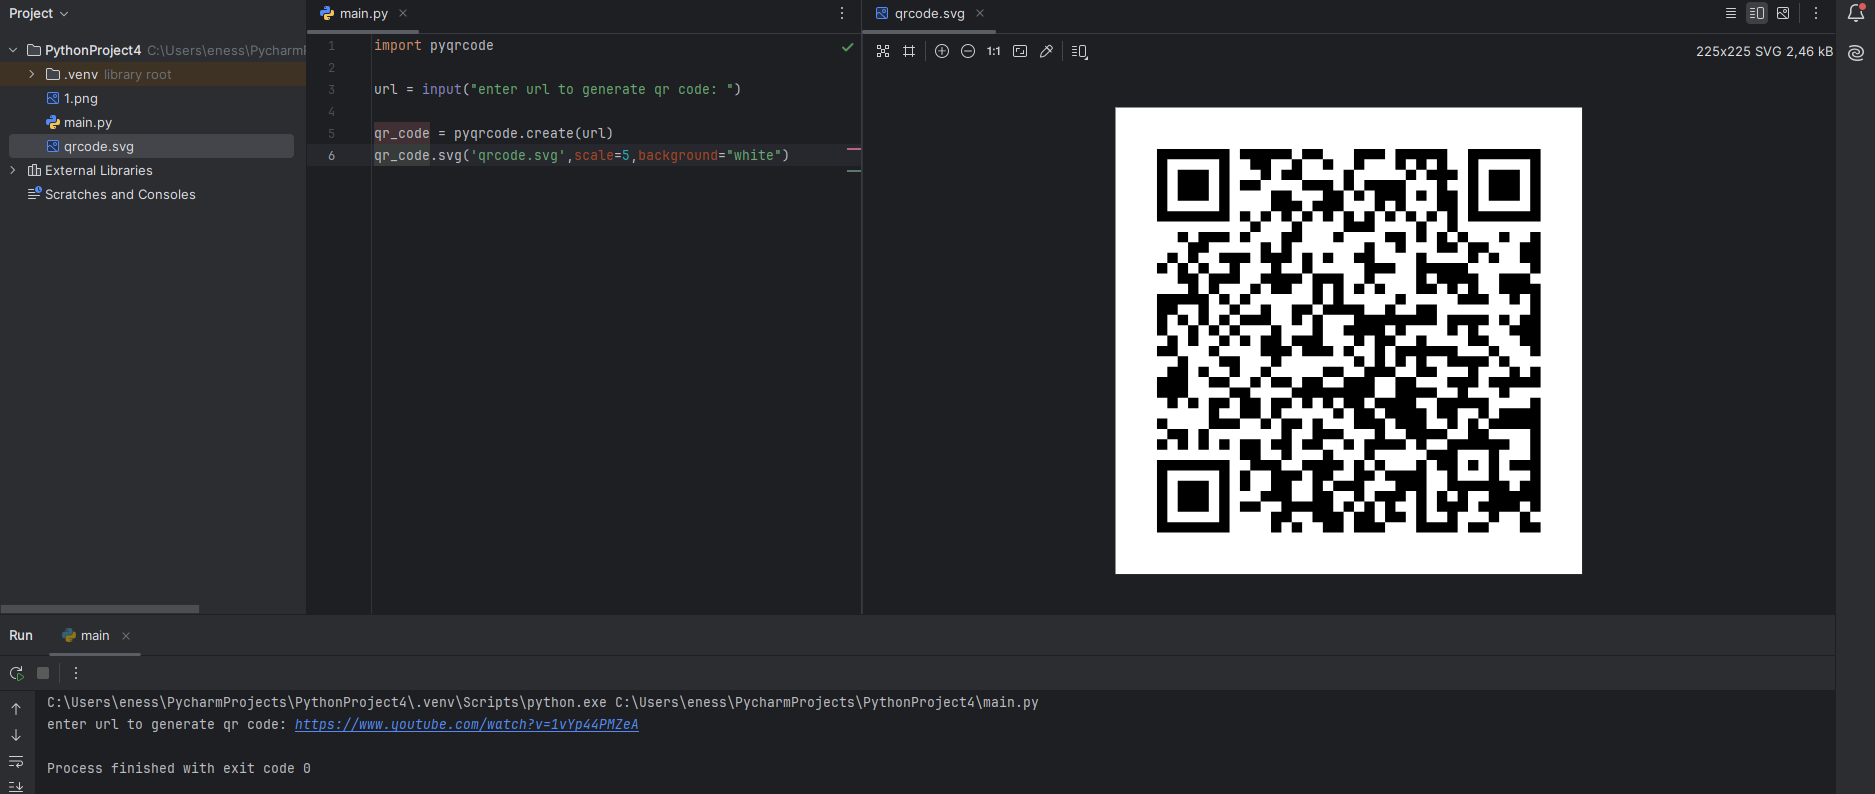 Project
main.py
qrcode.svg
PythonProject4 C:\Users\eness\Pycharm
.venv library root
1.png
main.py
qrcode.svg
External Libraries
Scratches and Consoles
1 import pyqrcode
2
3 url = input("enter url to generate qr code: ")
4
5 qr_code = pyqrcode.create(url)
6 qr_code.svg('qrcode.svg',scale=5,background="white")
1:1
225x225 SVG 2,46 kB
Run
main
C:\Users\eness\PycharmProjects\PythonProject4\.venv\Scripts\python.exe C:\Users\eness\PycharmProjects\PythonProject4\main.py
enter url to generate qr code: https://www.youtube.com/watch?v=1vYp44PMZeA
Process finished with exit code 0